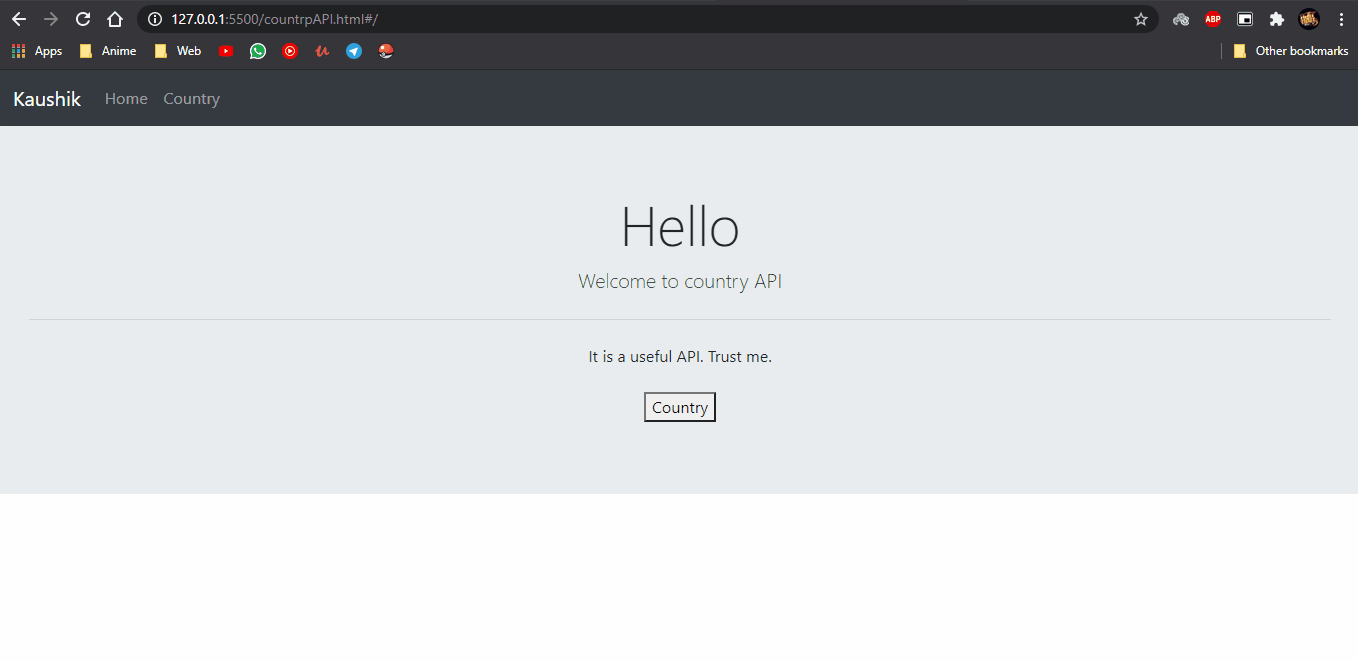 127.0.0.1:5500/countrpAPI.html#/
ABP
Apps Anime Web Other bookmarks
Kaushik Home Country
Hello
Welcome to country API
It is a useful API. Trust me.
Country